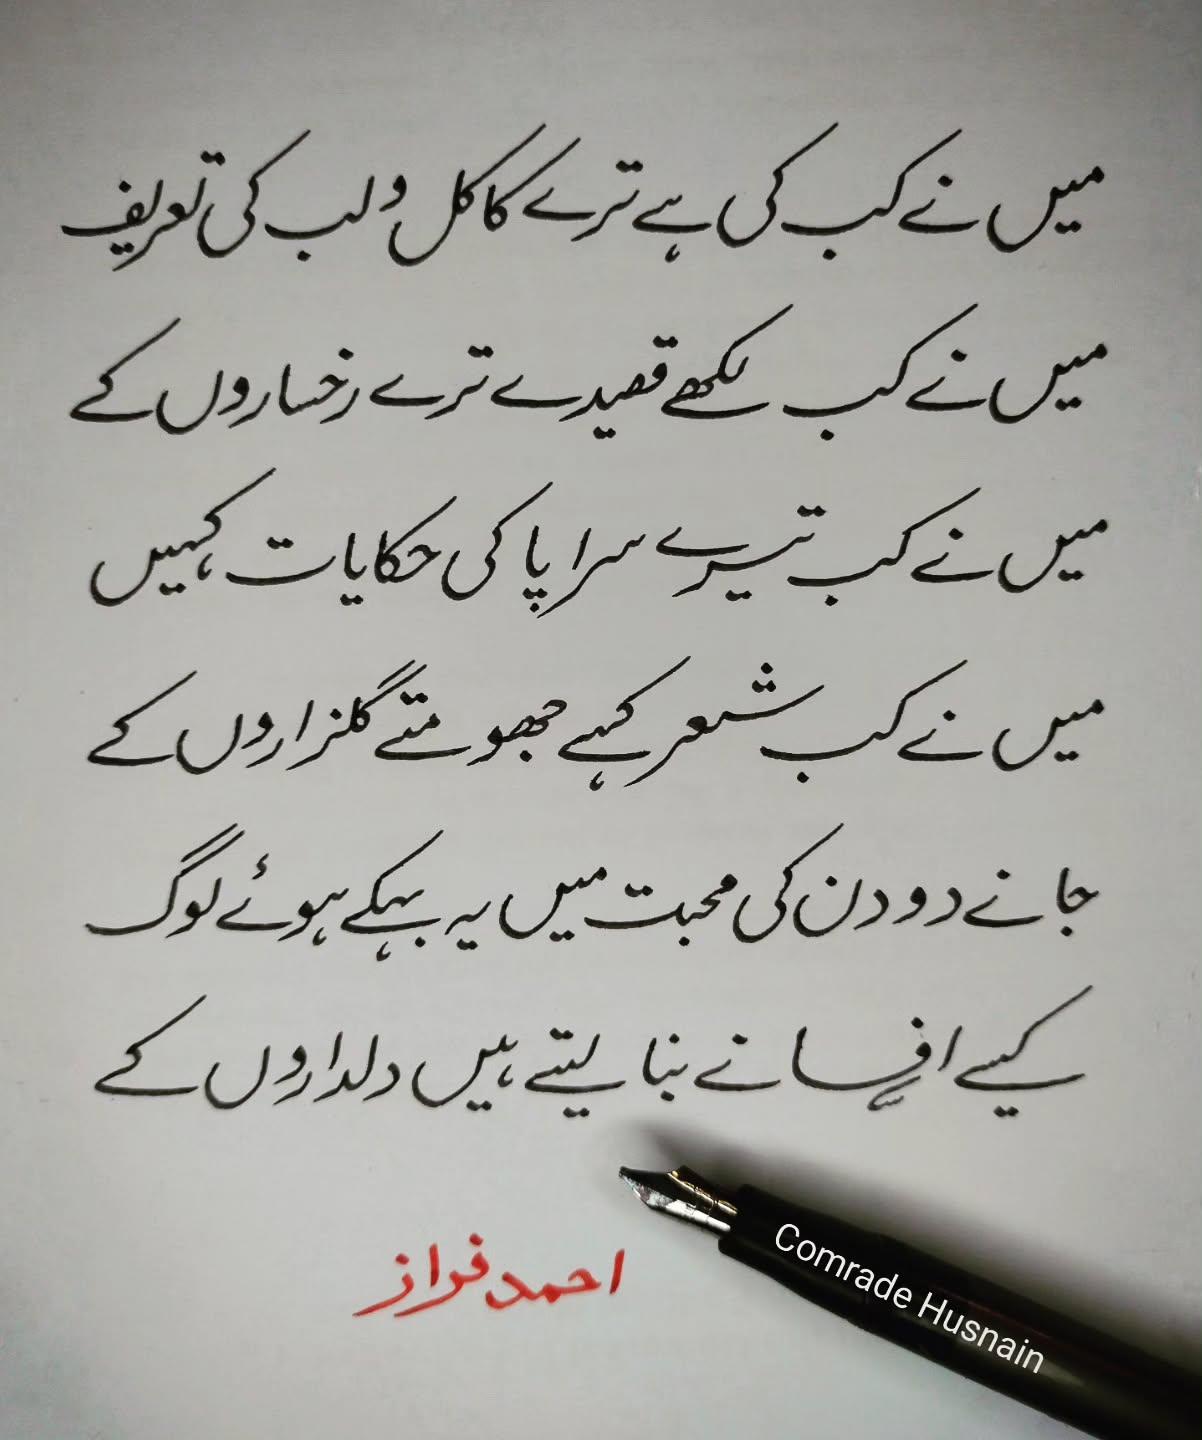 میں نے کب کی ہے ترے کاکل و لب کی تعریف
میں نے کب لکھے قصیدے ترے رخساروں کے
میں نے کب تیرے سراپا کی حکایات کہیں
میں نے کب شعر کہے جھومتے گلزاروں کے
جانے دو دن کی محبت میں یہ بہکے ہوئے لوگ
کیسے افسانے بنا لیتے ہیں دلداروں کے
احمد فراز
Comrade Husnain